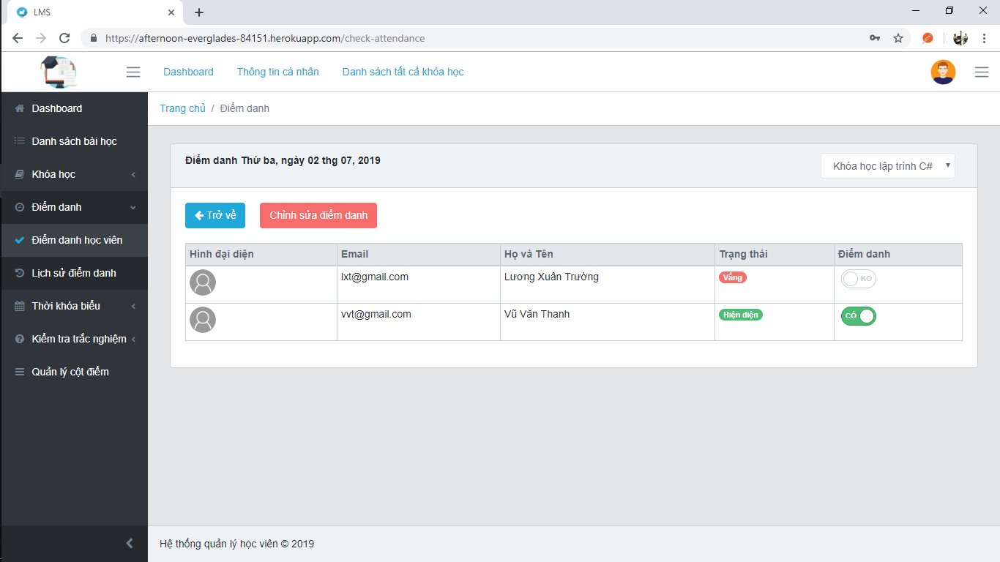 LMS
https://afternoon-everglades-84151.herokuapp.com/check-attendance
Dashboard Thông tin cá nhân Danh sách tất cả khóa học
Dashboard
Danh sách bài học
Khóa học
Điểm danh
Điểm danh học viên
Lịch sử điểm danh
Thời khóa biểu
Kiểm tra trắc nghiệm
Quản lý cột điểm
Trang chủ / Điểm danh
Điểm danh Thứ ba, ngày 02 thg 07, 2019
Khóa học lập trình C#
Trở về Chỉnh sửa điểm danh
Hình đại diện Email Họ và Tên Trạng thái Điểm danh
lxt@gmail.com Lương Xuân Trường Vắng KO
vvt@gmail.com Vũ Văn Thanh Hiện diện CÓ
Hệ thống quản lý học viên © 2019